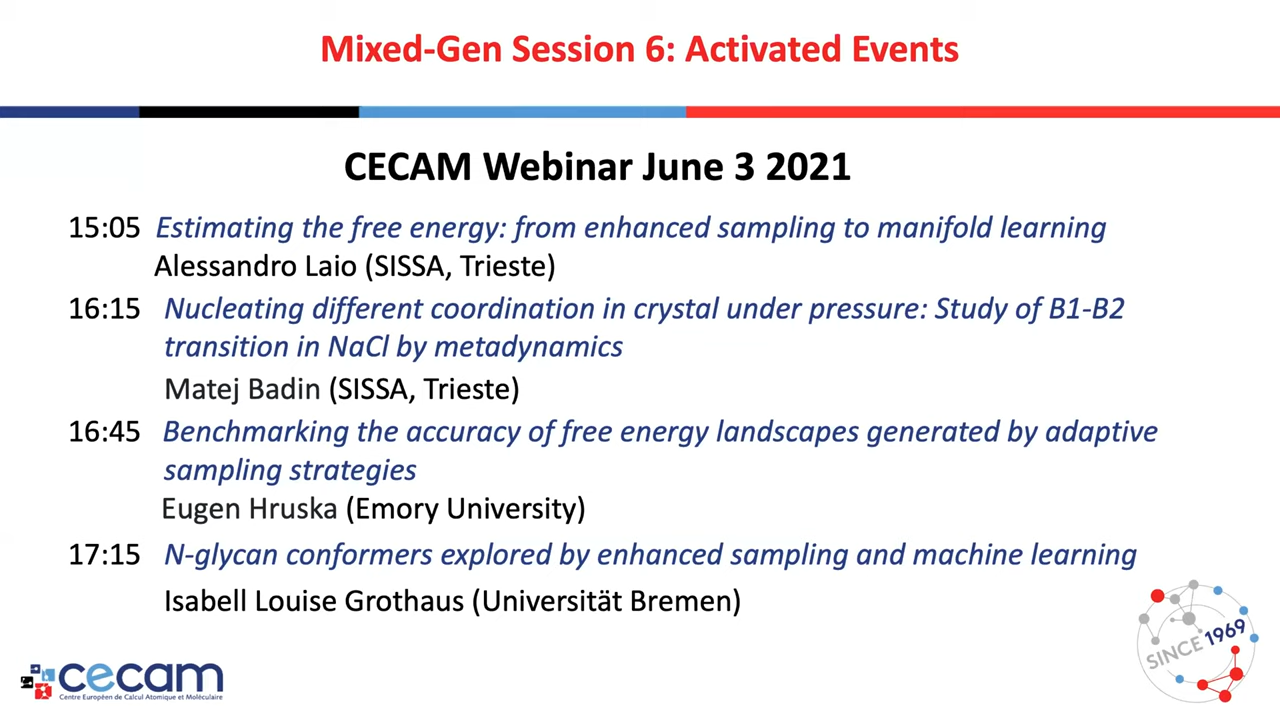 Mixed-Gen Session 6: Activated Events
CECAM Webinar June 3 2021
15:05 Estimating the free energy: from enhanced sampling to manifold learning
Alessandro Laio (SISSA, Trieste)
16:15 Nucleating different coordination in crystal under pressure: Study of B1-B2
transition in NaCl by metadynamics
Matej Badin (SISSA, Trieste)
16:45 Benchmarking the accuracy of free energy landscapes generated by adaptive
sampling strategies
Eugen Hruska (Emory University)
17:15 N-glycan conformers explored by enhanced sampling and machine learning
Isabell Louise Grothaus (Universität Bremen)
SINCE 1969
cecam
Centre Européen de Calcul Atomique et Moléculaire